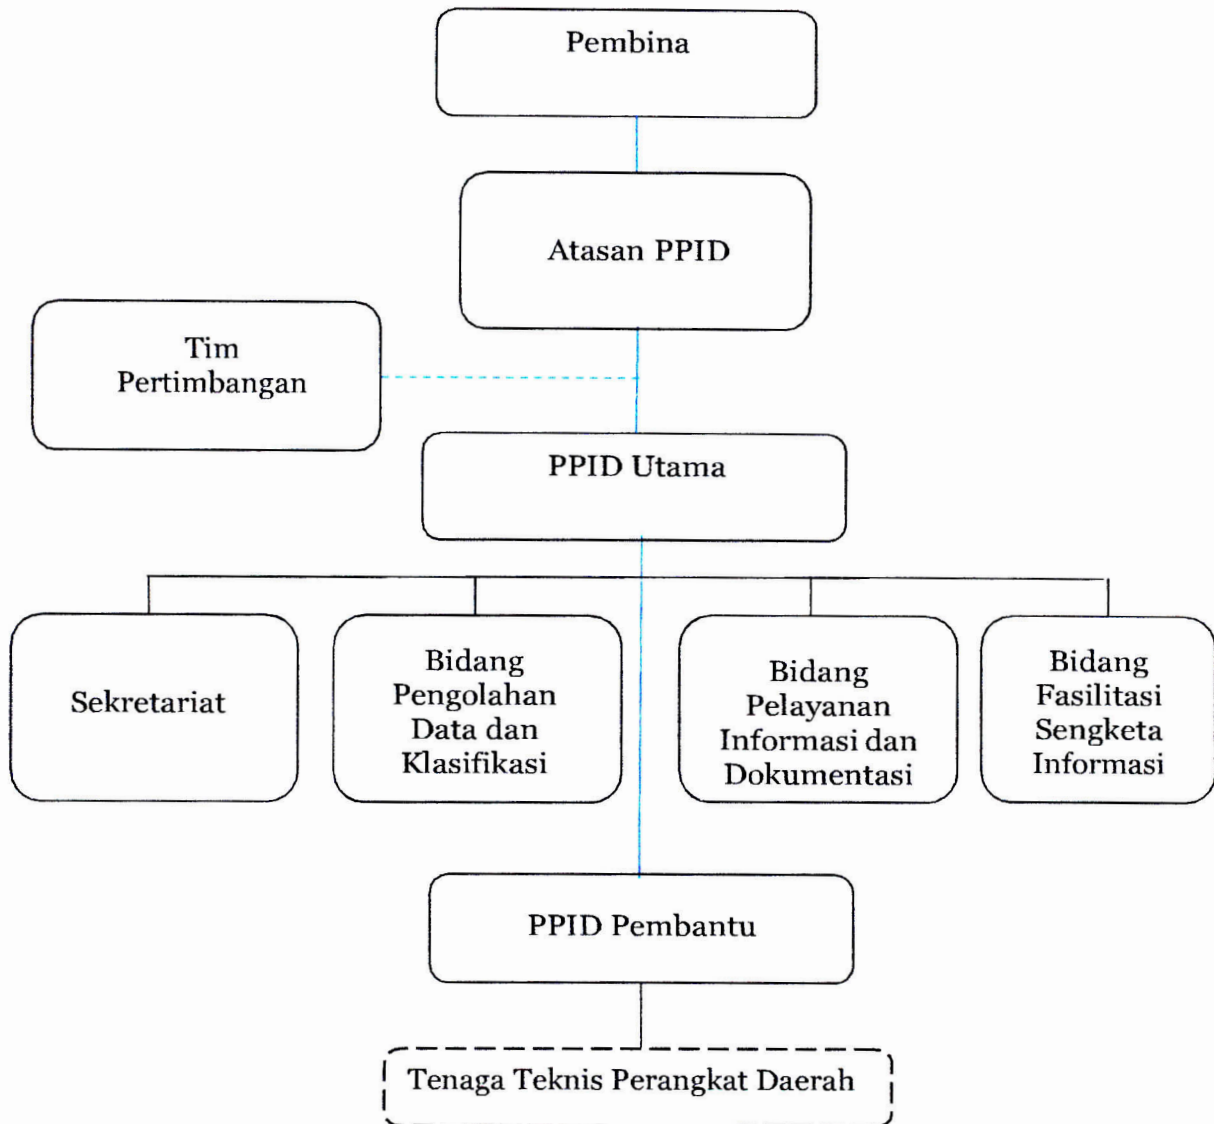 Pembina
Atasan PPID
Tim
Pertimbangan
PPID Utama
Sekretariat
Bidang
Pengolahan
Data dan
Klasifikasi
Bidang
Pelayanan
Informasi dan
Dokumentasi
Bidang
Fasilitasi
Sengketa
Informasi
PPID Pembantu
Tenaga Teknis Perangkat Daerah